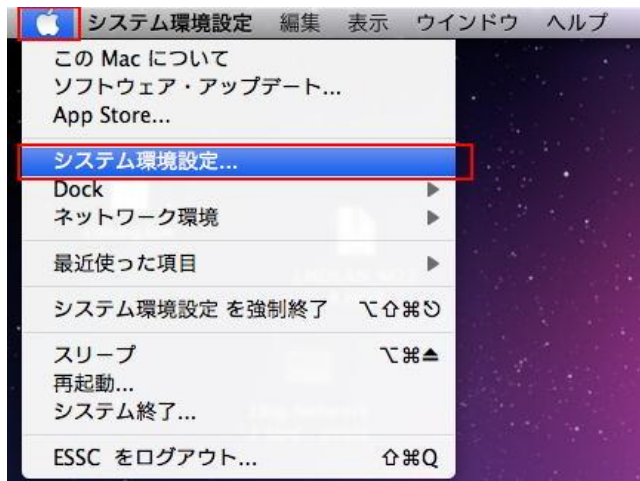 システム環境設定 編集 表示 ウインドウ ヘルプ
この Mac について
ソフトウェア・アップデート...
App Store...
システム環境設定...
Dock ▶
ネットワーク環境 ▶
最近使った項目 ▶
システム環境設定 を強制終了 ⌥⇧⌘⎋
スリープ ⌥⌘⏏
再起動...
システム終了...
ESSC をログアウト... ⇧⌘Q